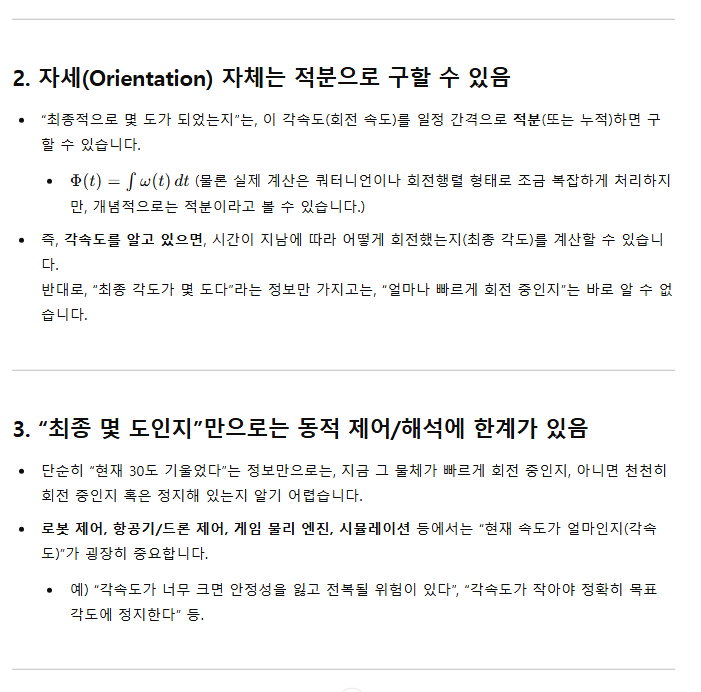 2. 자세(Orientation) 자체는 적분으로 구할 수 있음
• “최종적으로 몇 도가 되었는지”는, 이 각속도(회전 속도)를 일정 간격으로 적분(또는 누적)하면 구
할 수 있습니다.
• Φ(t) = ∫ ω(t) dt (물론 실제 계산은 쿼터니언이나 회전행렬 형태로 조금 복잡하게 처리하지
만, 개념적으로는 적분이라고 볼 수 있습니다.)
• 즉, 각속도를 알고 있으면, 시간이 지남에 따라 어떻게 회전했는지(최종 각도)를 계산할 수 있습니
다.
반대로, “최종 각도가 몇 도다”라는 정보만 가지고는, “얼마나 빠르게 회전 중인지”는 바로 알 수 없
습니다.
3. “최종 몇 도인지”만으로는 동적 제어/해석에 한계가 있음
• 단순히 “현재 30도 기울었다”는 정보만으로는, 지금 그 물체가 빠르게 회전 중인지, 아니면 천천히
회전 중인지 혹은 정지해 있는지 알기 어렵습니다.
• 로봇 제어, 항공기/드론 제어, 게임 물리 엔진, 시뮬레이션 등에서는 “현재 속도가 얼마인지(각속
도)”가 굉장히 중요합니다.
• 예) “각속도가 너무 크면 안정성을 잃고 전복될 위험이 있다”, “각속도가 작아야 정확히 목표
각도에 정지한다” 등.